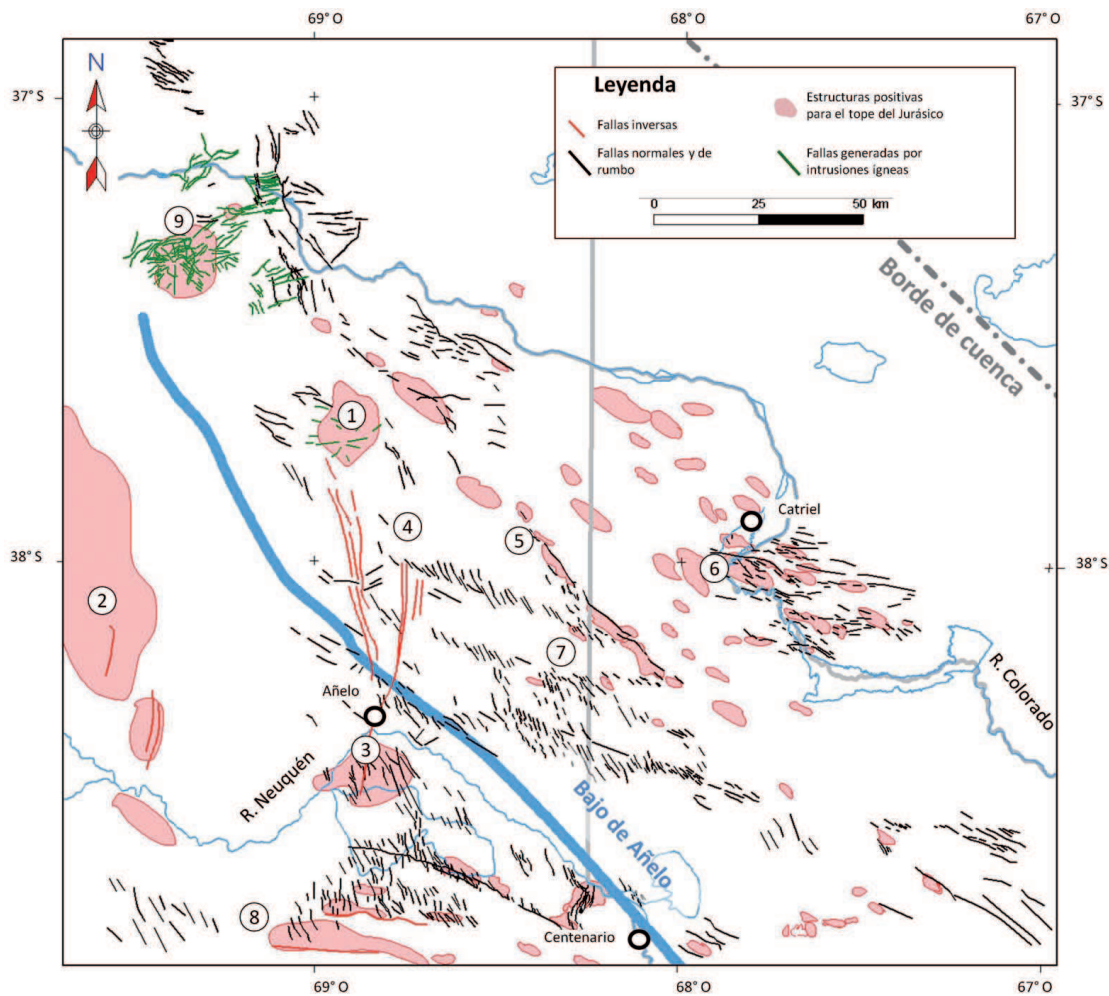 69° O
68° O
67° O
N
37° S
37° S
Leyenda
Fallas inversas
Fallas normales y de
rumbo
Estructuras positivas
para el tope del Jurásico
Fallas generadas por
intrusiones ígneas
0
25
50 km
Borde de cuenca
9
1
4
5
Catriel
6
38° S
38° S
2
7
Añelo
3
R. Neuquén
R. Colorado
Bajo de Añelo
8
Centenario
69° O
68° O
67° O